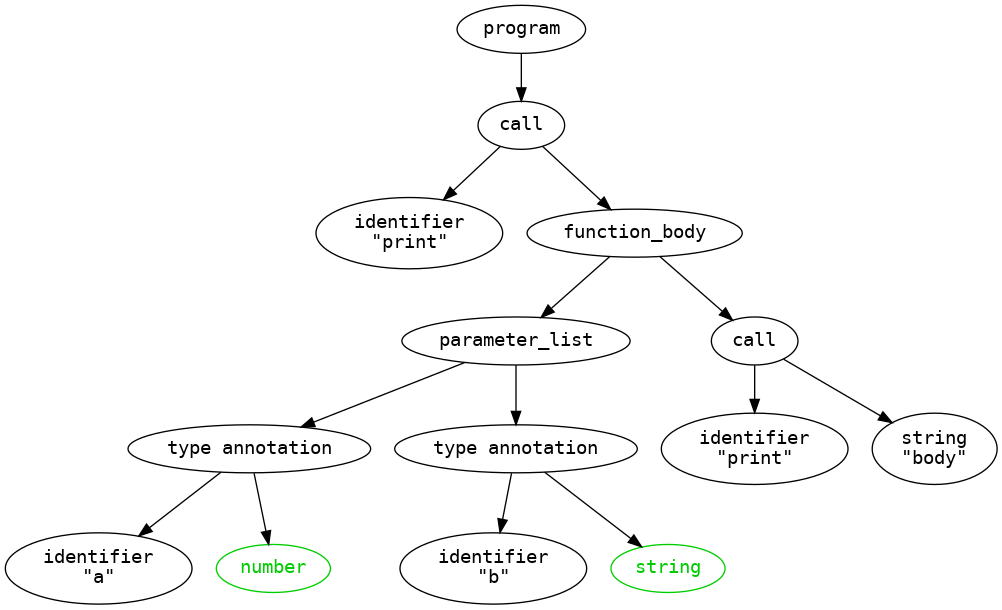 program
call
identifier
"print"
function_body
parameter_list
call
type annotation
type annotation
identifier
"print"
string
"body"
identifier
"a"
number
identifier
"b"
string